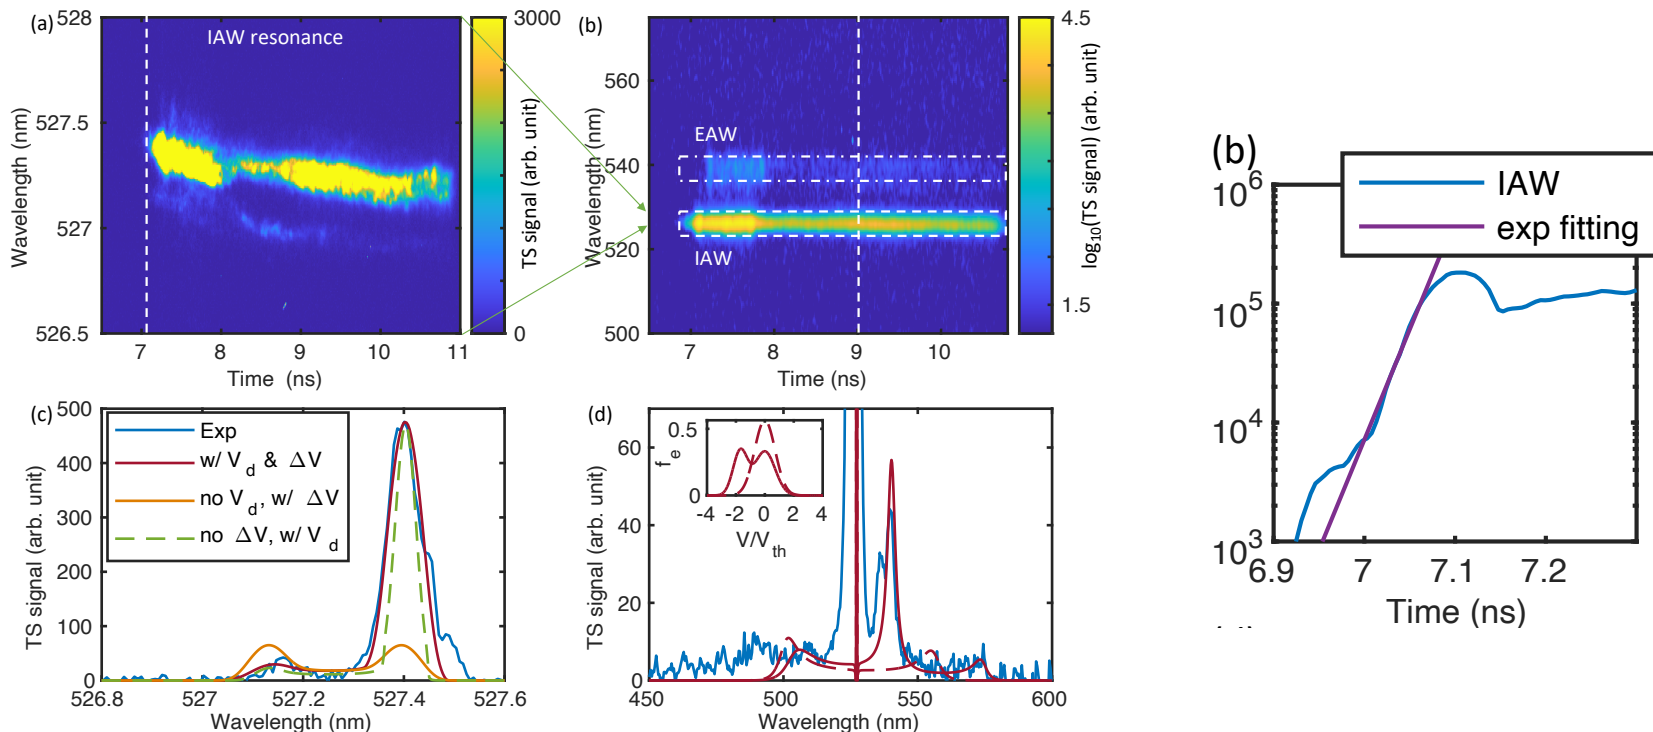 (a)
IAW resonance
528
527.5
527
526.5
Wavelength (nm)
7
8
9
10
11
Time (ns)
3000
0
TS signal (arb. unit)
(b)
EAW
IAW
560
540
520
500
Wavelength (nm)
7
8
9
10
Time (ns)
4.5
1.5
log10(TS signal) (arb. unit)
(c)
Exp
w/ Vd & ΔV
no Vd, w/ ΔV
no ΔV, w/ Vd
500
400
300
200
100
0
TS signal (arb. unit)
526.8
527
527.2
527.4
527.6
Wavelength (nm)
(d)
60
40
20
0
TS signal (arb. unit)
0.5
0
fe
-4 -2 0 2 4
V/Vth
450
500
550
600
Wavelength (nm)
(b)
IAW
exp fitting
10^6
10^5
10^4
10^3
6.9
7
7.1
7.2
Time (ns)